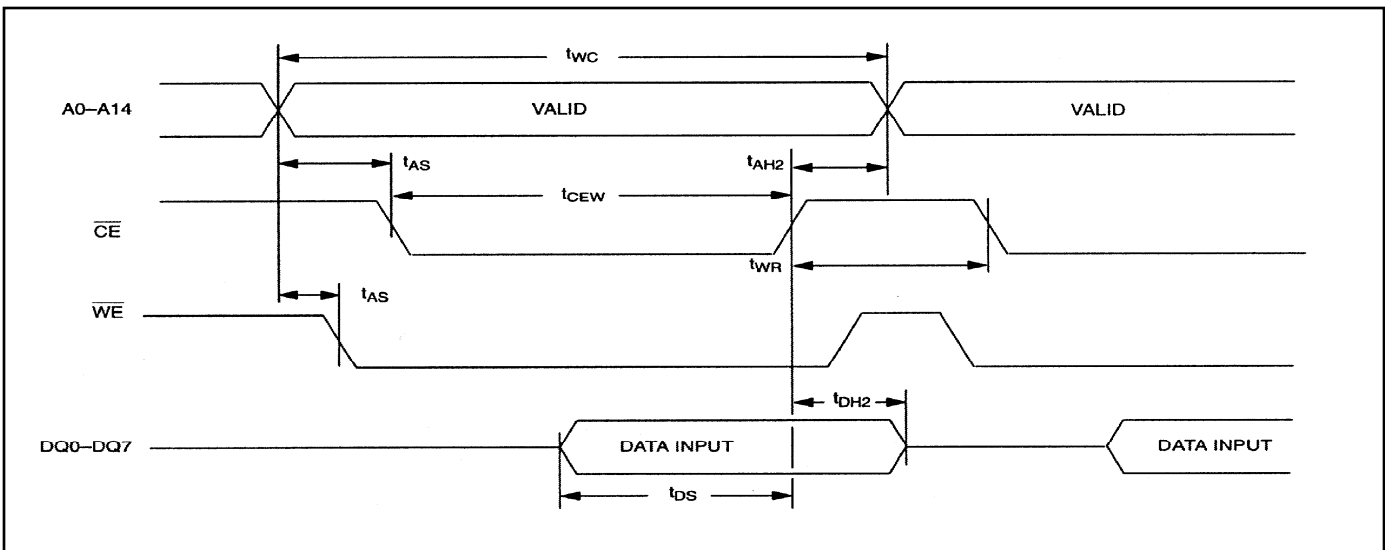 tWC
A0–A14
VALID
VALID
tAS
tAH2
tCEW
CE
tWR
tAS
WE
tDH2
DQ0–DQ7
DATA INPUT
DATA INPUT
tDS